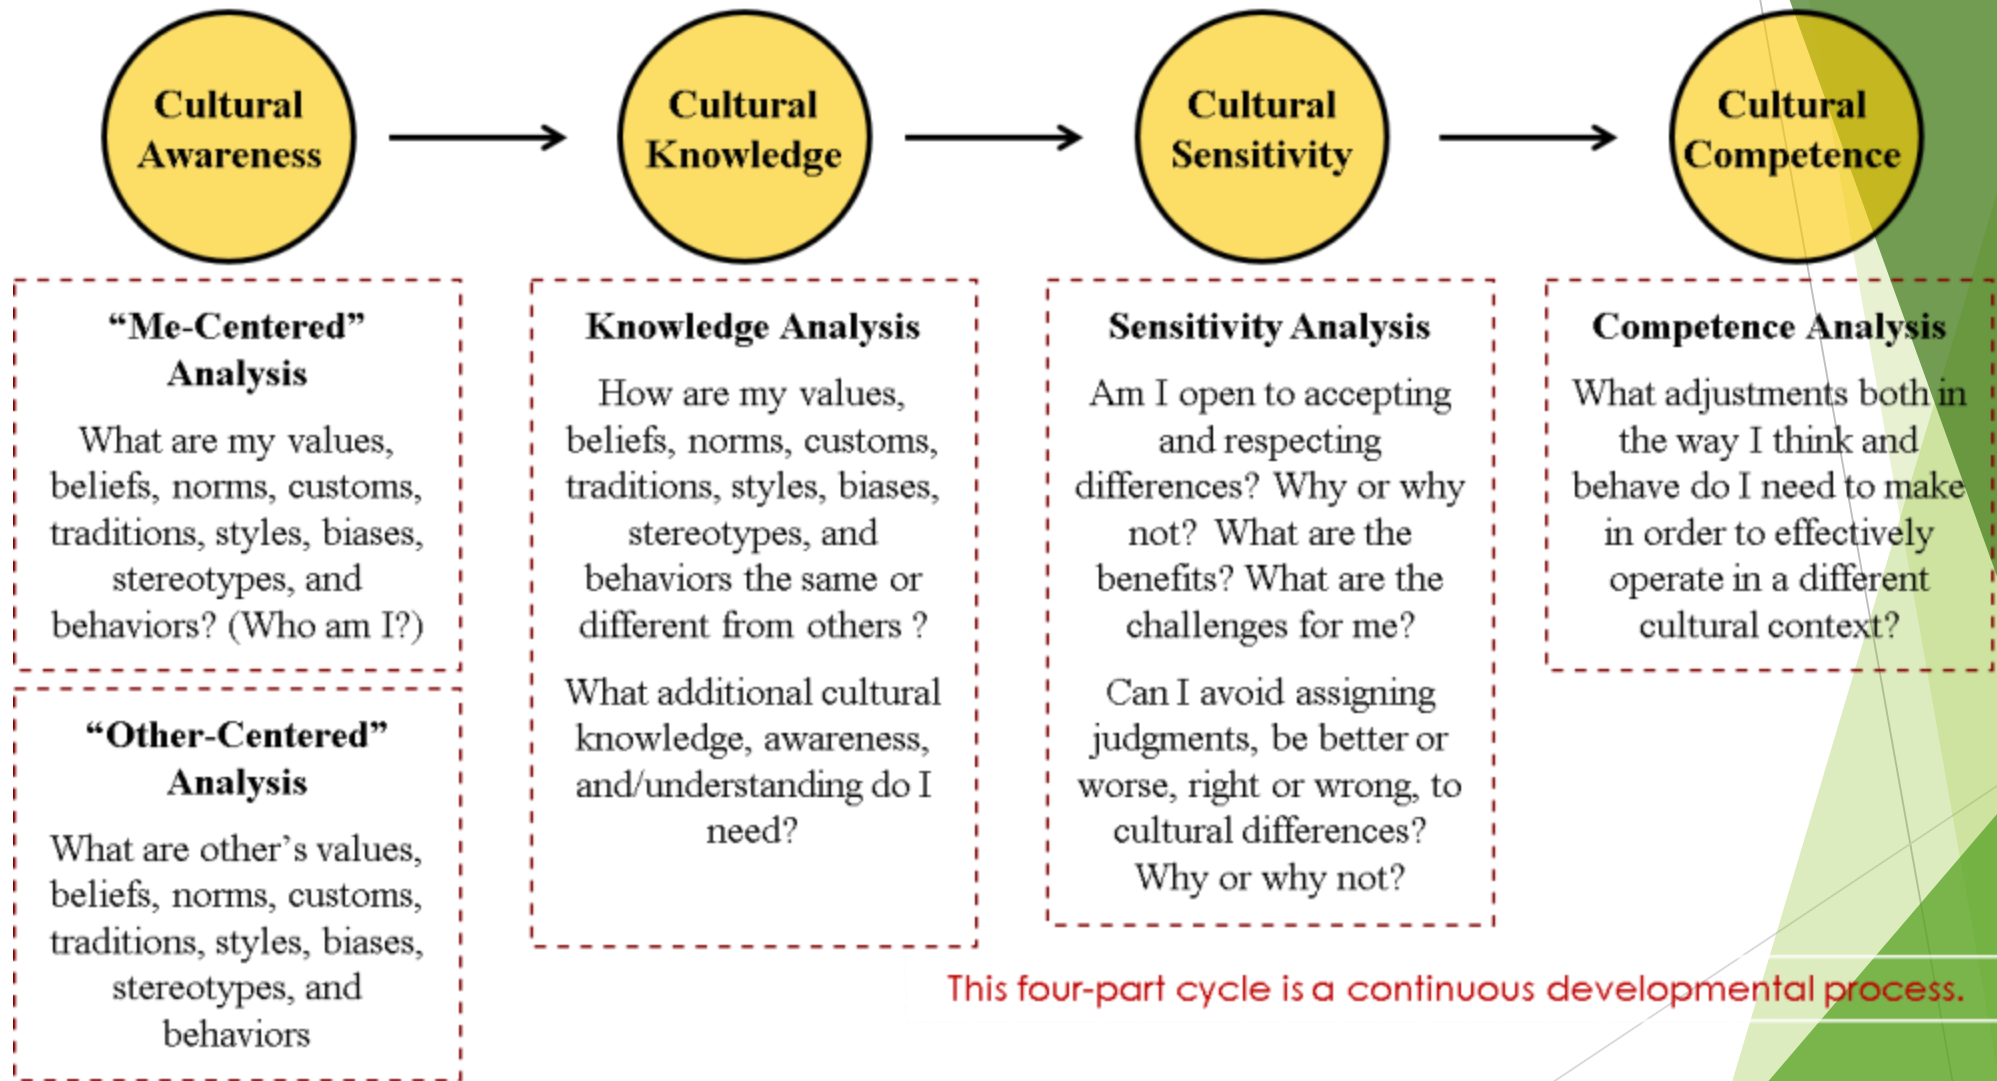 Cultural
Awareness
Cultural
Knowledge
Cultural
Sensitivity
Cultural
Competence
“Me-Centered”
Analysis
What are my values,
beliefs, norms, customs,
traditions, styles, biases,
stereotypes, and
behaviors? (Who am I?)
“Other-Centered”
Analysis
What are other’s values,
beliefs, norms, customs,
traditions, styles, biases,
stereotypes, and
behaviors
Knowledge Analysis
How are my values,
beliefs, norms, customs,
traditions, styles, biases,
stereotypes, and
behaviors the same or
different from others ?
What additional cultural
knowledge, awareness,
and/understanding do I
need?
Sensitivity Analysis
Am I open to accepting
and respecting
differences? Why or why
not? What are the
benefits? What are the
challenges for me?
Can I avoid assigning
judgments, be better or
worse, right or wrong, to
cultural differences?
Why or why not?
Competence Analysis
What adjustments both in
the way I think and
behave do I need to make
in order to effectively
operate in a different
cultural context?
This four-part cycle is a continuous developmental process.